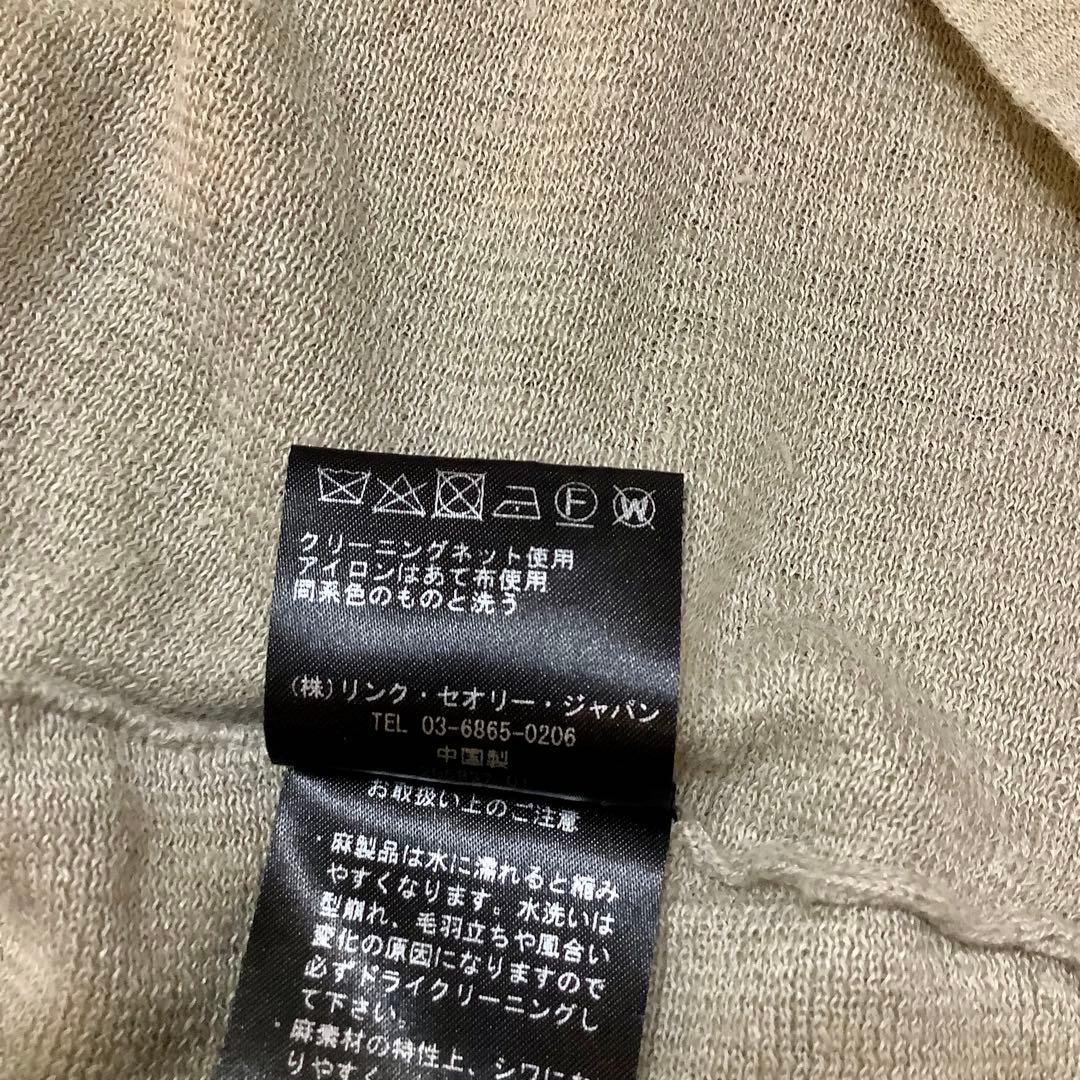 F W
クリーニングネット使用
アイロンはあて布使用
同系色のものと洗う
(株)リンク・セオリー・ジャパン
TEL 03-6865-0206
中国製
お取扱い上のご注意
・麻製品は水に濡れると縮み
やすくなります。水洗いは
型崩れ、毛羽立ちや風合い
変化の原因になりますので
必ずドライクリーニングし
て下さい。
・麻素材の特性上、シワにな
りやすく